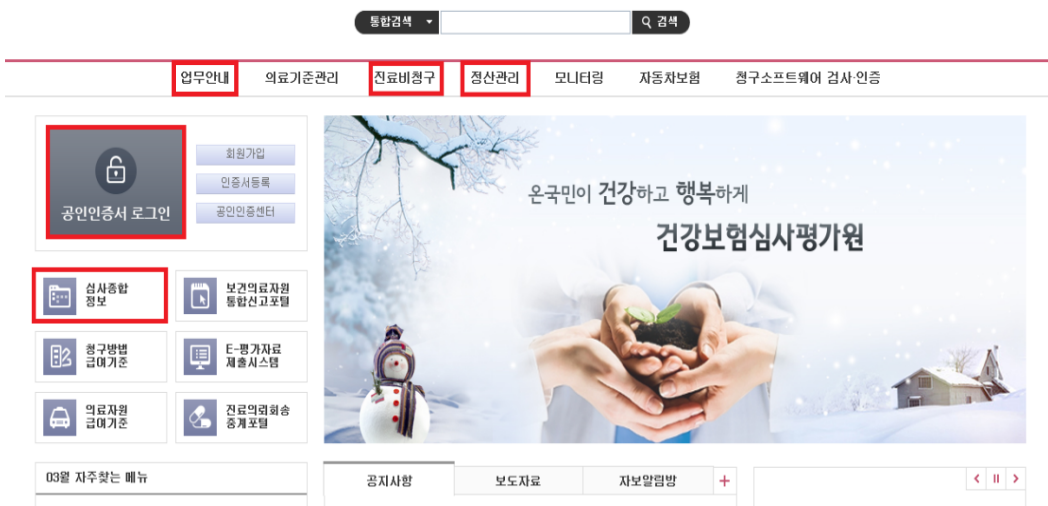 통합검색
검색
업무안내 의료기준관리 진료비청구 정산관리 모니터링 자동차보험 청구소프트웨어 검사·인증
공인인증서 로그인
회원가입
인증서등록
공인인증센터
심사종합
정보
보건의료자원
통합신고포털
청구방법
급여기준
E-평가자료
제출시스템
의료자원
급여기준
진료의뢰회송
중계포털
온국민이 건강하고 행복하게
건강보험심사평가원
03월 자주찾는 메뉴
공지사항 보도자료 자보알림방 +